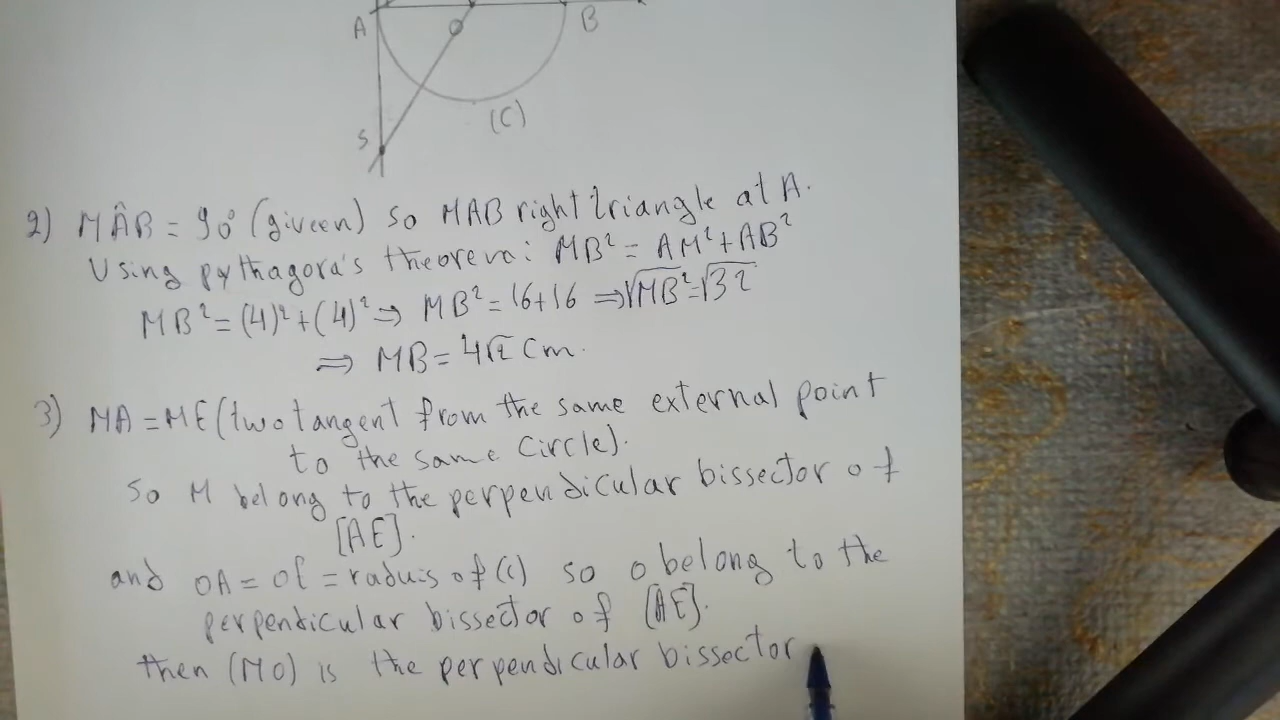 A O B
(C)
S
2) MÂB = 90° (giveen) so MAB right triangle at A.
Using pythagora's theorem: MB² = AM² + AB²
MB² = (4)² + (4)² ⇒ MB² = 16+16 ⇒ √MB² = √32
⇒ MB = 4√2 cm.
3) MA = ME (two tangent from the same external point
to the same circle).
so M belong to the perpendicular bissector of
[AE].
and OA = OE = raduis of (C) so O belong to the
perpendicular bissector of [AE].
then (MO) is the perpendicular bissector